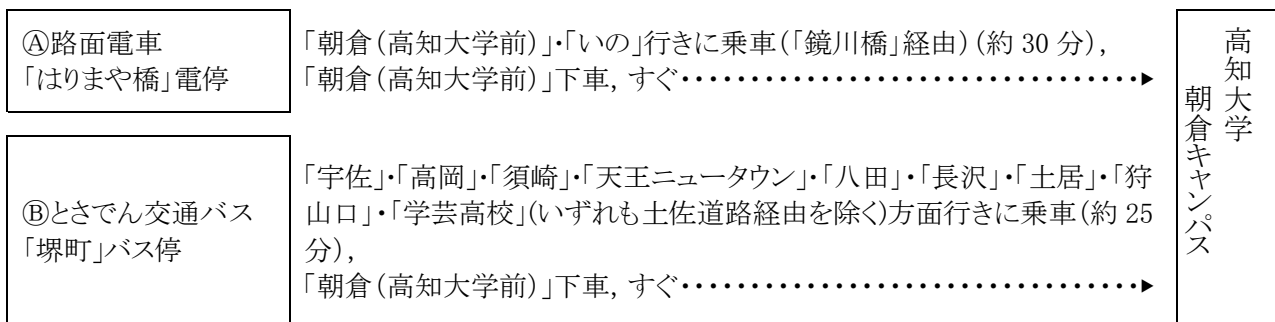 Ⓐ路面電車
「はりまや橋」電停
「朝倉(高知大学前)」・「いの」行きに乗車(「鏡川橋」経由)(約 30 分),
「朝倉(高知大学前)」下車, すぐ・・・・・・・・・・・・・・・・・・・・・・・・・・・・・・・・・・▶
Ⓑとさでん交通バス
「堺町」バス停
「宇佐」・「高岡」・「須崎」・「天王ニュータウン」・「八田」・「長沢」・「土居」・「狩
山口」・「学芸高校」(いずれも土佐道路経由を除く)方面行きに乗車(約 25
分),
「朝倉(高知大学前)」下車, すぐ・・・・・・・・・・・・・・・・・・・・・・・・・・・・・・・・・・▶
高知大学
朝倉キャンパス